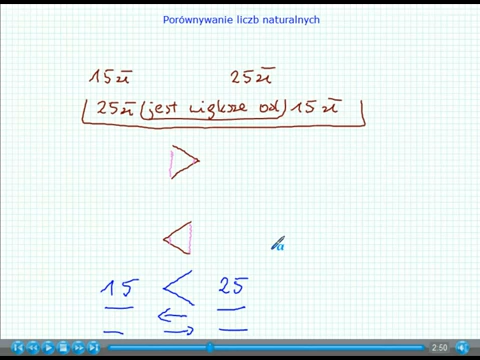 Porównywanie liczb naturalnych
15 zł 25 zł
25 zł (jest większe od) 15 zł
>
<
15 < 25
2:50